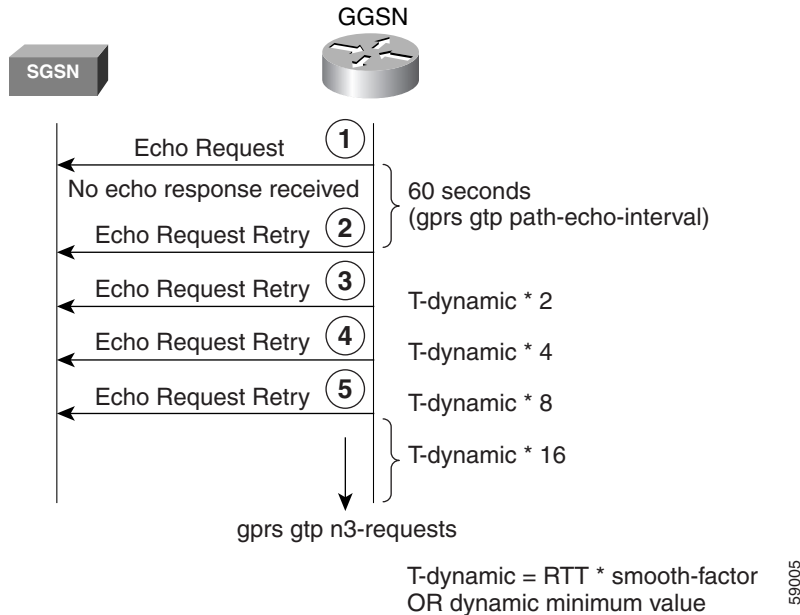 GGSN
SGSN
Echo Request 1
No echo response received
60 seconds
(gprs gtp path-echo-interval)
Echo Request Retry 2
Echo Request Retry 3
T-dynamic * 2
Echo Request Retry 4
T-dynamic * 4
Echo Request Retry 5
T-dynamic * 8
T-dynamic * 16
gprs gtp n3-requests
T-dynamic = RTT * smooth-factor
OR dynamic minimum value
59005